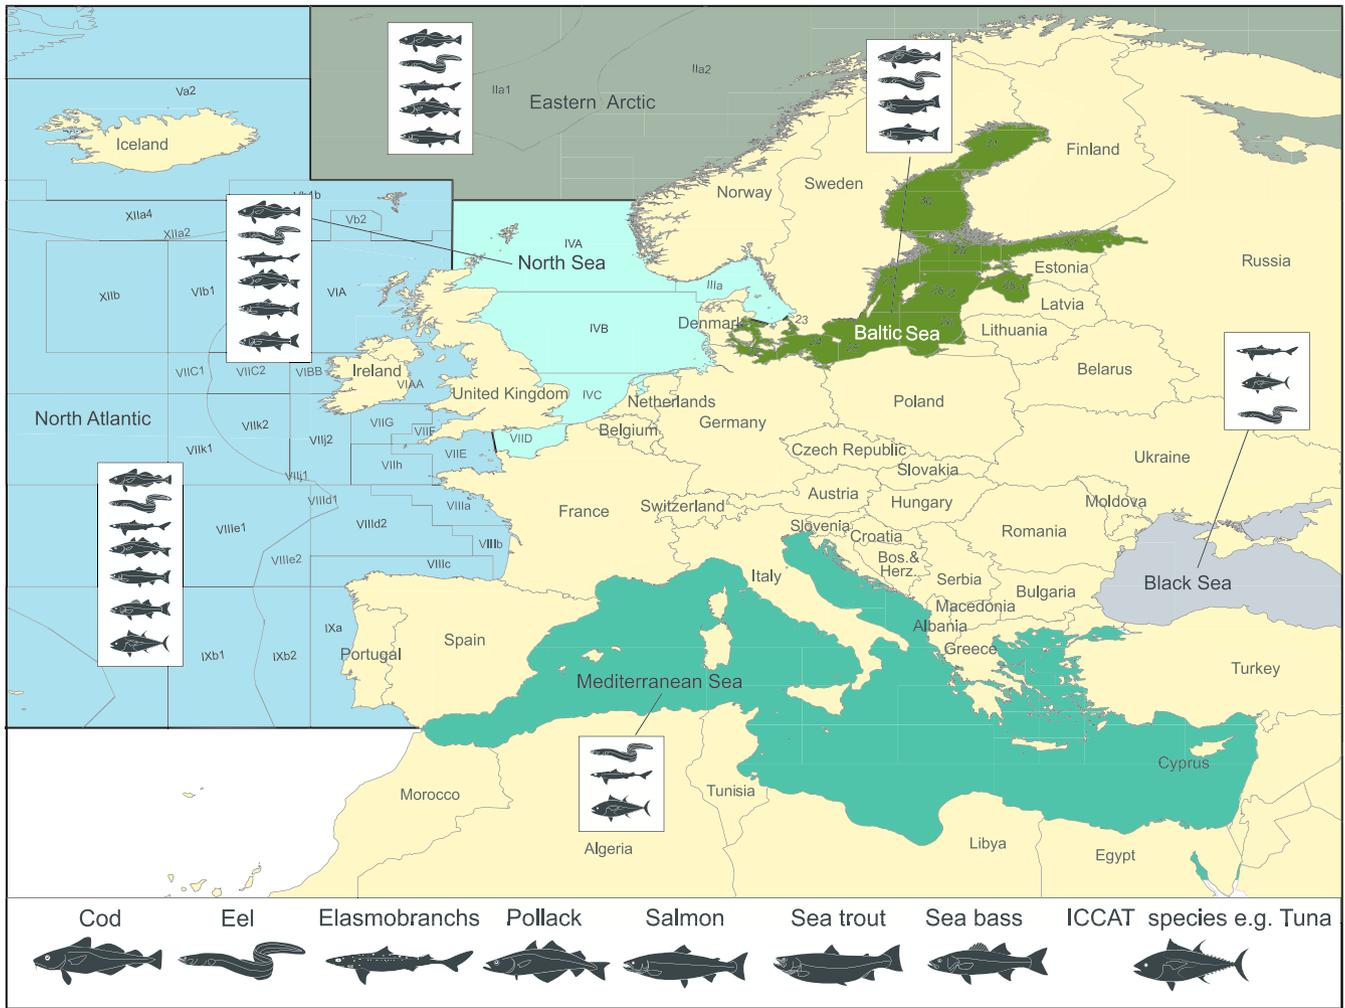 Va2
IIa1
IIa2
Eastern Arctic
Iceland
Norway
Sweden
Finland
31
30
Russia
Vb1b
Vb2
XIIa4
XIIa2
XIIb
VIb1
VIA
IVA
North Sea
IIIa
IVB
IVC
Denmark
23
24
Baltic Sea
Estonia
Latvia
Lithuania
Belarus
VIIC1
VIIC2
VIBB
VIAA
Ireland
United Kingdom
Netherlands
Belgium
Germany
Poland
North Atlantic
VIIk2
VIIk1
VIIj2
VIIj1
VIIG
VIIF
VIIh
VIIE
VIID
Czech Republic
Slovakia
Ukraine
Austria
Hungary
Moldova
Romania
France
Switzerland
Slovenia
Croatia
Bos.&
Herz.
Serbia
Bulgaria
Macedonia
Albania
Greece
Italy
Black Sea
Turkey
VIIIe1
VIIId1
VIIId2
VIIIa
VIIIb
VIIIe2
VIIIc
IXa
IXb1
IXb2
Portugal
Spain
Mediterranean Sea
Cyprus
Morocco
Algeria
Tunisia
Libya
Egypt
Cod Eel Elasmobranchs Pollack Salmon Sea trout Sea bass ICCAT species e.g. Tuna